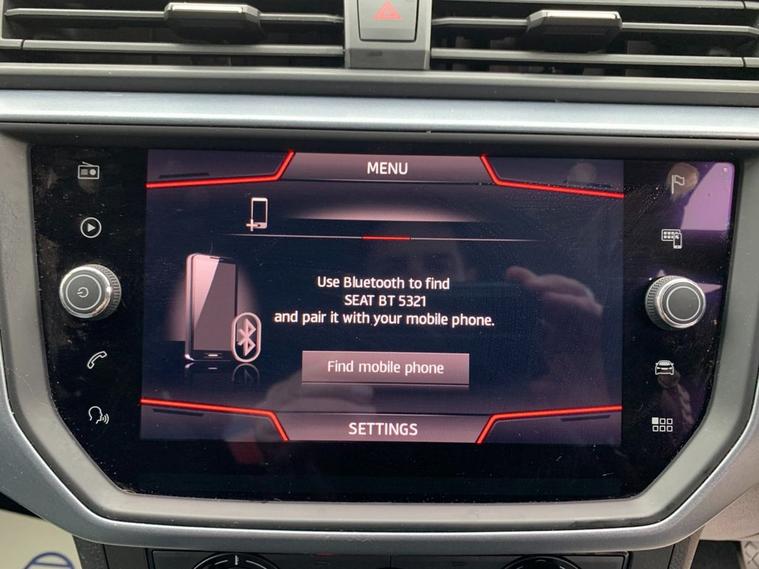 MENU
Use Bluetooth to find
SEAT BT 5321
and pair it with your mobile phone.
Find mobile phone
SETTINGS